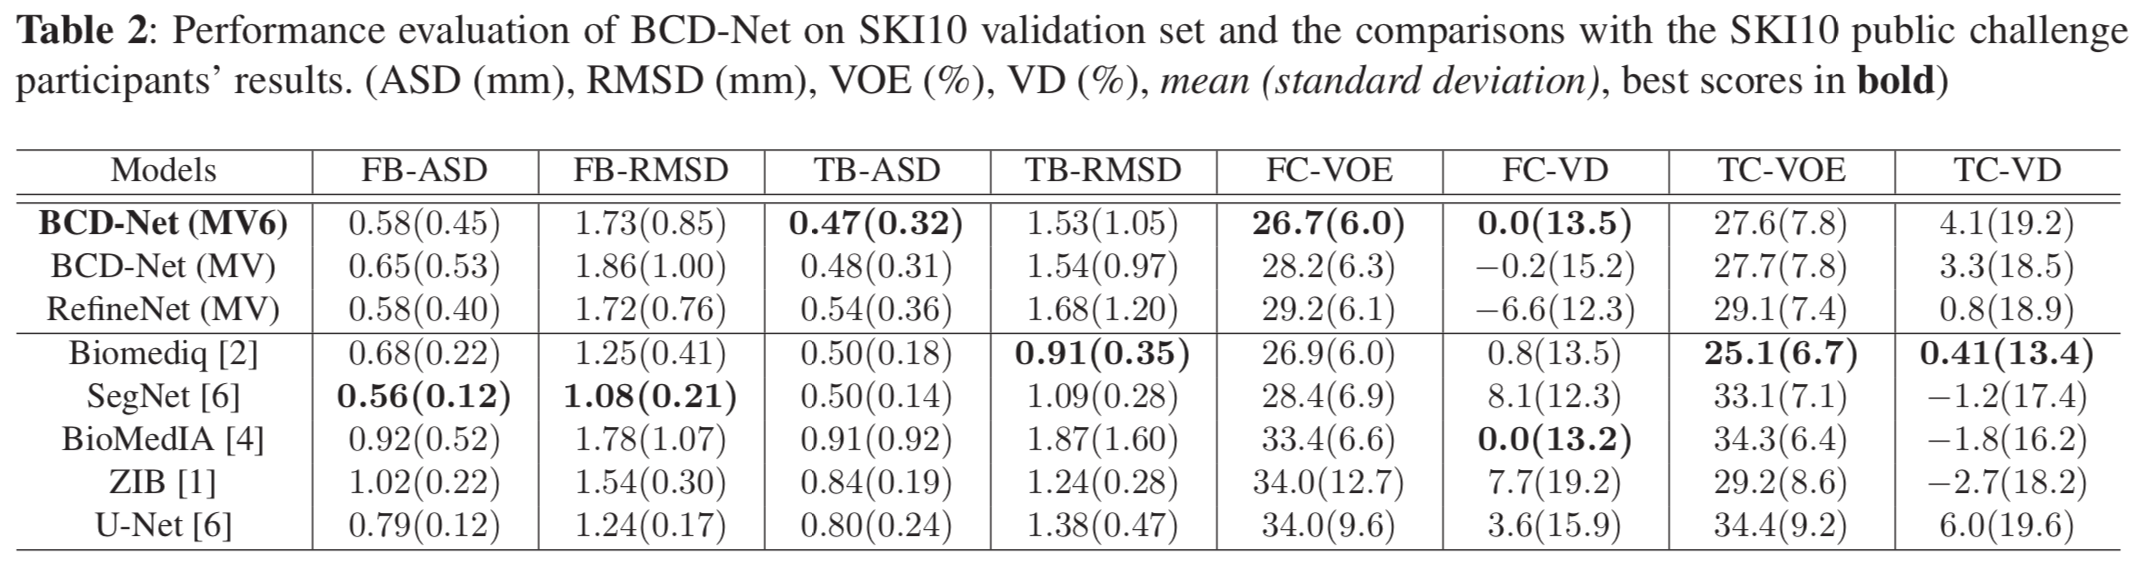 Table 2: Performance evaluation of BCD-Net on SKI10 validation set and the comparisons with the SKI10 public challenge
participants' results. (ASD (mm), RMSD (mm), VOE (%), VD (%), mean (standard deviation), best scores in bold)
Models FB-ASD FB-RMSD TB-ASD TB-RMSD FC-VOE FC-VD TC-VOE TC-VD
BCD-Net (MV6) 0.58(0.45) 1.73(0.85) 0.47(0.32) 1.53(1.05) 26.7(6.0) 0.0(13.5) 27.6(7.8) 4.1(19.2)
BCD-Net (MV) 0.65(0.53) 1.86(1.00) 0.48(0.31) 1.54(0.97) 28.2(6.3) −0.2(15.2) 27.7(7.8) 3.3(18.5)
RefineNet (MV) 0.58(0.40) 1.72(0.76) 0.54(0.36) 1.68(1.20) 29.2(6.1) −6.6(12.3) 29.1(7.4) 0.8(18.9)
Biomediq [2] 0.68(0.22) 1.25(0.41) 0.50(0.18) 0.91(0.35) 26.9(6.0) 0.8(13.5) 25.1(6.7) 0.41(13.4)
SegNet [6] 0.56(0.12) 1.08(0.21) 0.50(0.14) 1.09(0.28) 28.4(6.9) 8.1(12.3) 33.1(7.1) −1.2(17.4)
BioMedIA [4] 0.92(0.52) 1.78(1.07) 0.91(0.92) 1.87(1.60) 33.4(6.6) 0.0(13.2) 34.3(6.4) −1.8(16.2)
ZIB [1] 1.02(0.22) 1.54(0.30) 0.84(0.19) 1.24(0.28) 34.0(12.7) 7.7(19.2) 29.2(8.6) −2.7(18.2)
U-Net [6] 0.79(0.12) 1.24(0.17) 0.80(0.24) 1.38(0.47) 34.0(9.6) 3.6(15.9) 34.4(9.2) 6.0(19.6)